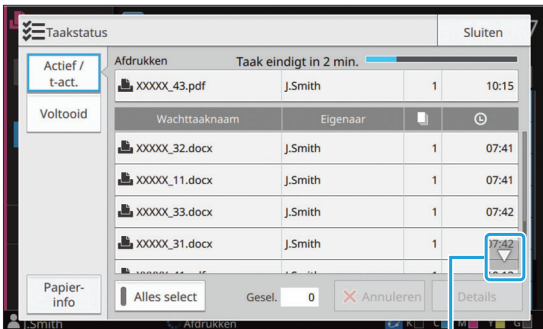 Taakstatus
Sluiten
Actief /
t-act.
Voltooid
Papier-
info
Afdrukken Taak eindigt in 2 min.
XXXXX_43.pdf J.Smith 1 10:15
Wachttaaknaam Eigenaar
XXXXX_32.docx J.Smith 1 07:41
XXXXX_11.docx J.Smith 1 07:41
XXXXX_33.docx J.Smith 1 07:42
XXXXX_31.docx J.Smith 1 07:42
Alles select Gesel. 0 Annuleren Details
J.Smith Afdrukken K C M Y G